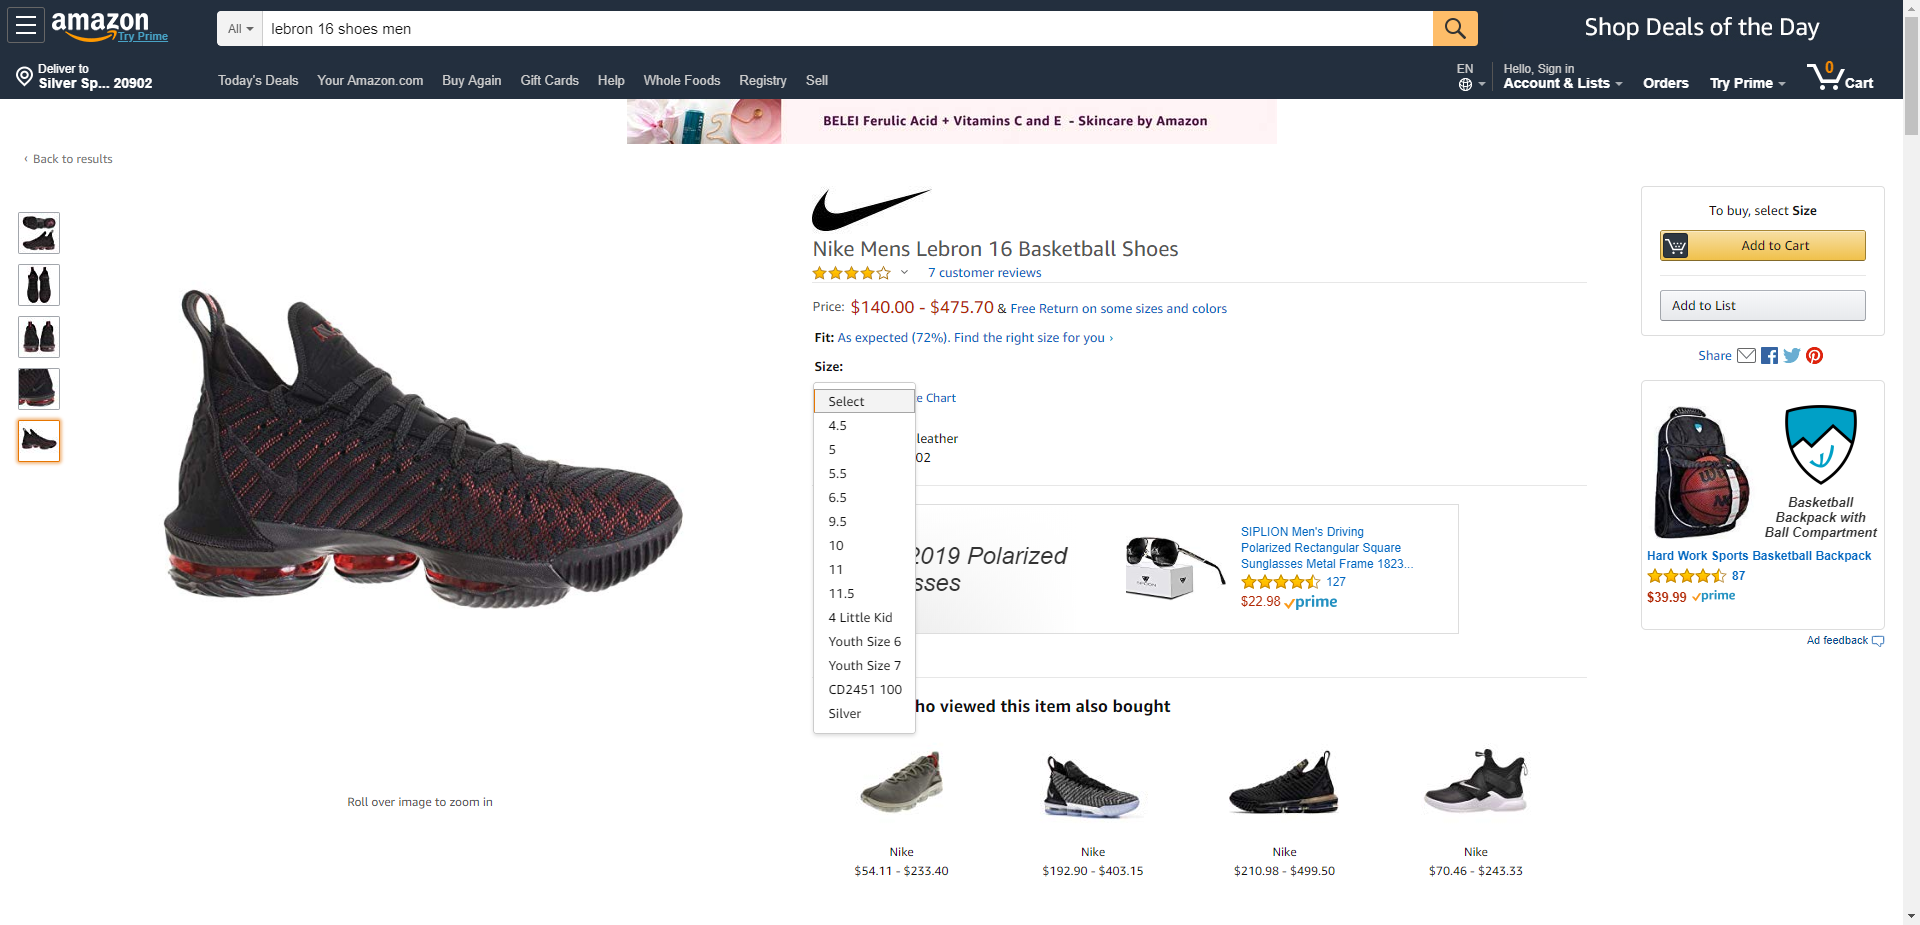 amazon
Try Prime
All
lebron 16 shoes men
Shop Deals of the Day
Deliver to
Silver Sp... 20902
Today's Deals
Your Amazon.com
Buy Again
Gift Cards
Help
Whole Foods
Registry
Sell
EN
Hello, Sign in
Account & Lists
Orders
Try Prime
0
Cart
BELEI Ferulic Acid + Vitamins C and E - Skincare by Amazon
‹ Back to results
Nike Mens Lebron 16 Basketball Shoes
7 customer reviews
Price: $140.00 - $475.70 & Free Return on some sizes and colors
Fit: As expected (72%). Find the right size for you ›
Size:
Select
4.5
5
5.5
6.5
9.5
10
11
11.5
4 Little Kid
Youth Size 6
Youth Size 7
CD2451 100
Silver
e Chart
leather
02
2019 Polarized
sses
SIPLION Men's Driving
Polarized Rectangular Square
Sunglasses Metal Frame 1823...
127
$22.98 prime
ho viewed this item also bought
Nike
$54.11 - $233.40
Nike
$192.90 - $403.15
Nike
$210.98 - $499.50
Nike
$70.46 - $243.33
Roll over image to zoom in
To buy, select Size
Add to Cart
Add to List
Share
Basketball
Backpack with
Ball Compartment
Hard Work Sports Basketball Backpack
87
$39.99 prime
Ad feedback